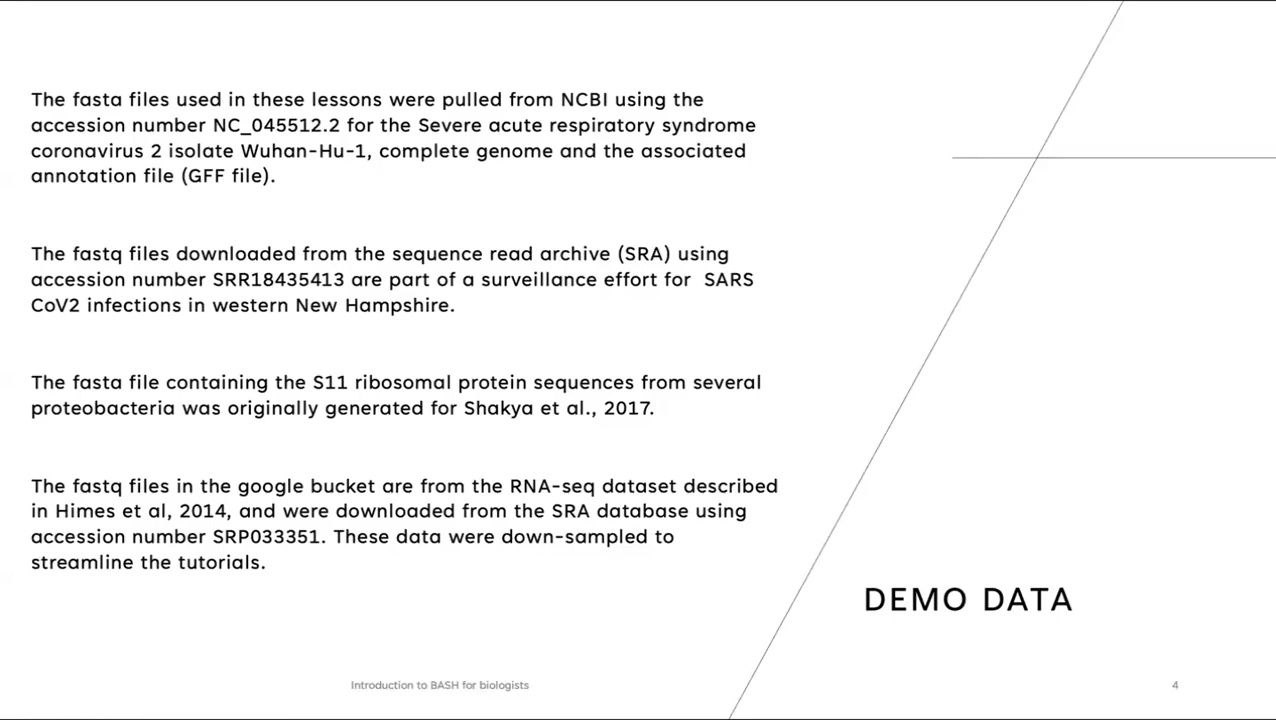 The fasta files used in these lessons were pulled from NCBI using the
accession number NC_045512.2 for the Severe acute respiratory syndrome
coronavirus 2 isolate Wuhan-Hu-1, complete genome and the associated
annotation file (GFF file).
The fastq files downloaded from the sequence read archive (SRA) using
accession number SRR18435413 are part of a surveillance effort for  SARS
CoV2 infections in western New Hampshire.
The fasta file containing the S11 ribosomal protein sequences from several
proteobacteria was originally generated for Shakya et al., 2017.
The fastq files in the google bucket are from the RNA-seq dataset described
in Himes et al, 2014, and were downloaded from the SRA database using
accession number SRP033351. These data were down-sampled to
streamline the tutorials.
DEMO DATA
Introduction to BASH for biologists
4